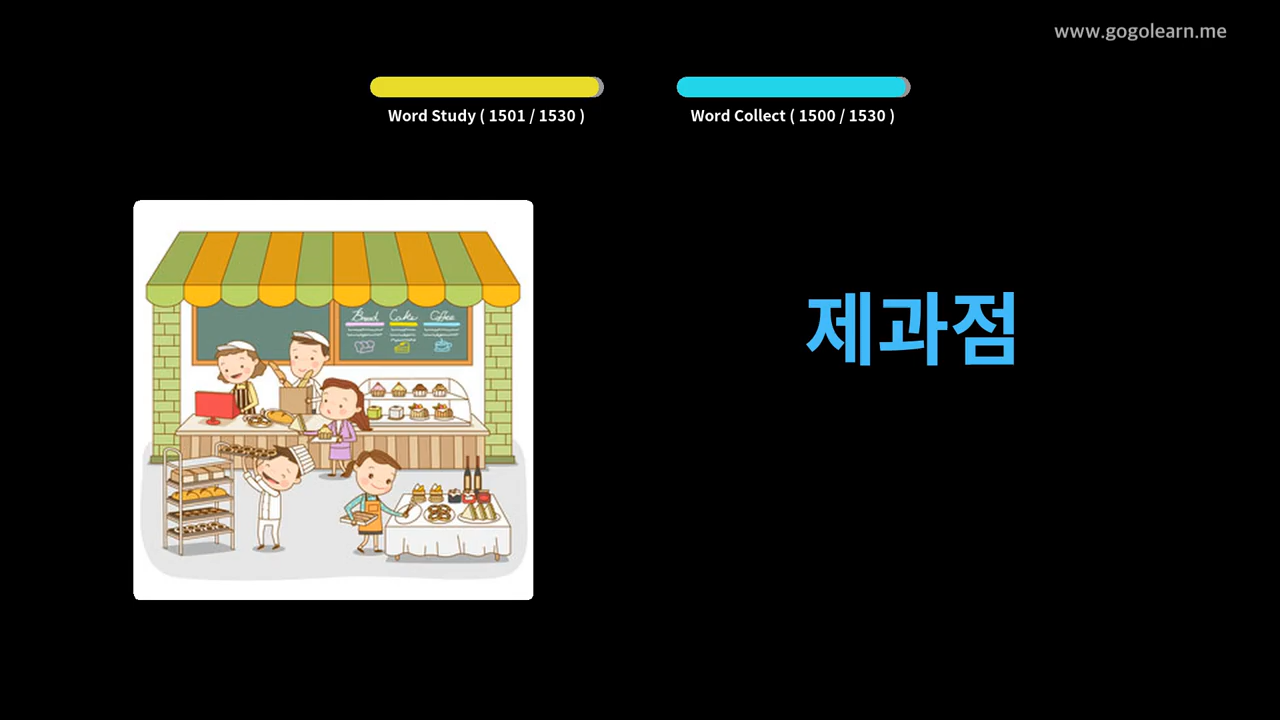 www.gogolearn.me
Word Study ( 1501 / 1530 )
Word Collect ( 1500 / 1530 )
Bread Cake Coffee
제과점